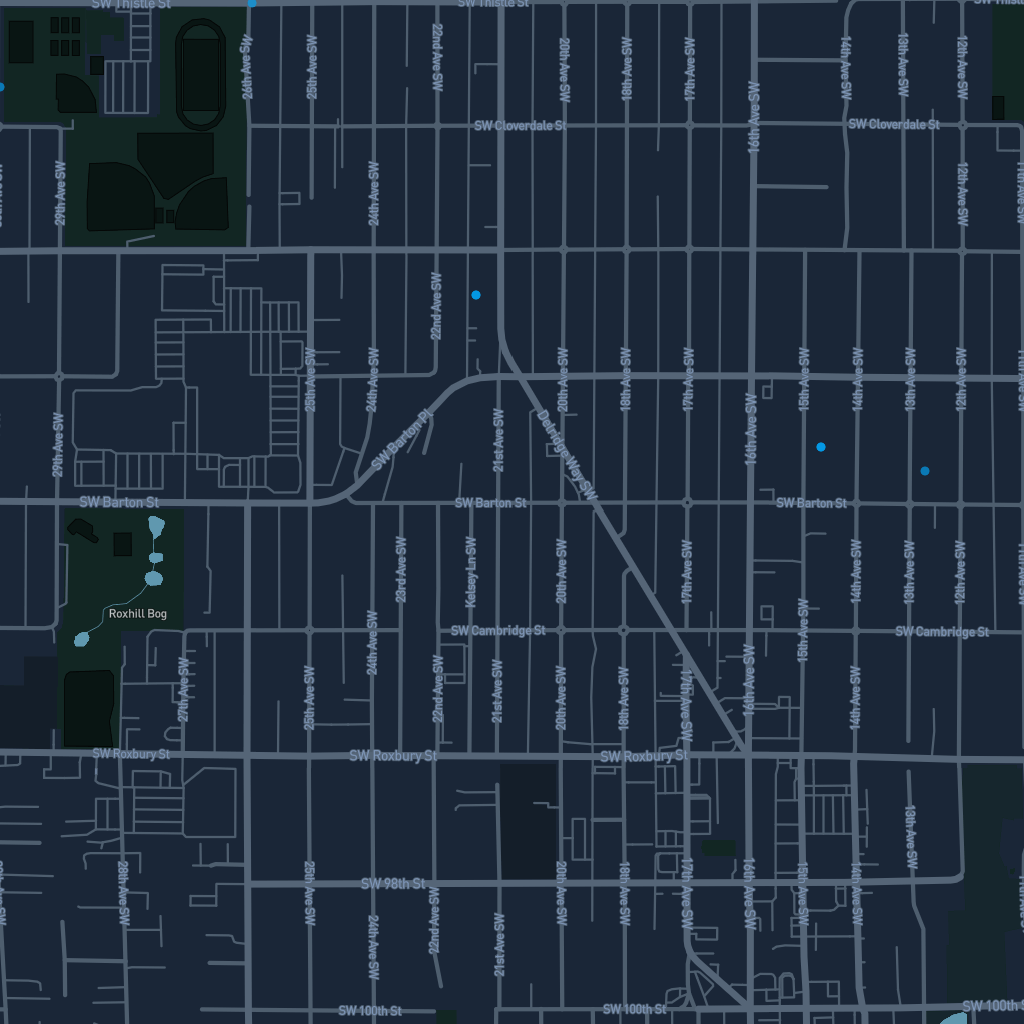 SW Thistle St
SW Thistle St
26th Ave SW
25th Ave SW
22nd Ave SW
20th Ave SW
18th Ave SW
17th Ave SW
14th Ave SW
13th Ave SW
12th Ave SW
16th Ave SW
SW Cloverdale St
SW Cloverdale St
29th Ave SW
24th Ave SW
12th Ave SW
22nd Ave SW
25th Ave SW
24th Ave SW
20th Ave SW
18th Ave SW
17th Ave SW
15th Ave SW
14th Ave SW
13th Ave SW
12th Ave SW
29th Ave SW
SW Barton Pl
21st Ave SW
Delridge Way SW
16th Ave SW
SW Barton St
SW Barton St
SW Barton St
23rd Ave SW
Kelsey Ln SW
20th Ave SW
17th Ave SW
14th Ave SW
13th Ave SW
12th Ave SW
Roxhill Bog
24th Ave SW
SW Cambridge St
15th Ave SW
SW Cambridge St
27th Ave SW
25th Ave SW
22nd Ave SW
21st Ave SW
20th Ave SW
18th Ave SW
17th Ave SW
16th Ave SW
14th Ave SW
SW Roxbury St
SW Roxbury St
SW Roxbury St
13th Ave SW
28th Ave SW
25th Ave SW
SW 98th St
20th Ave SW
18th Ave SW
17th Ave SW
16th Ave SW
15th Ave SW
14th Ave SW
24th Ave SW
22nd Ave SW
21st Ave SW
SW 100th St
SW 100th St
SW 100th St